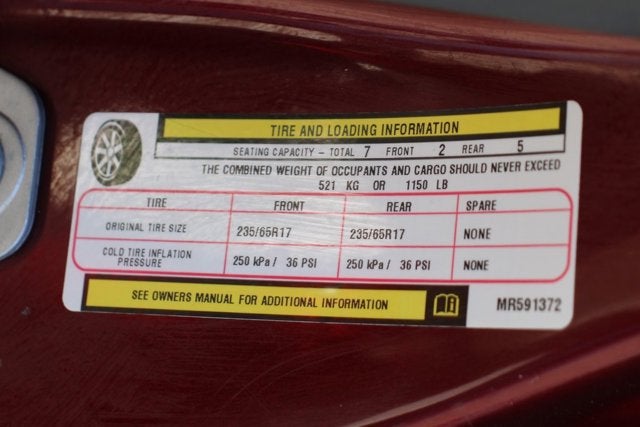 TIRE AND LOADING INFORMATION
SEATING CAPACITY - TOTAL 7 FRONT 2 REAR 5
THE COMBINED WEIGHT OF OCCUPANTS AND CARGO SHOULD NEVER EXCEED
521 KG OR 1150 LB
TIRE FRONT REAR SPARE
ORIGINAL TIRE SIZE 235/65R17 235/65R17 NONE
COLD TIRE INFLATION
PRESSURE 250 kPa / 36 PSI 250 kPa / 36 PSI NONE
SEE OWNERS MANUAL FOR ADDITIONAL INFORMATION MR591372